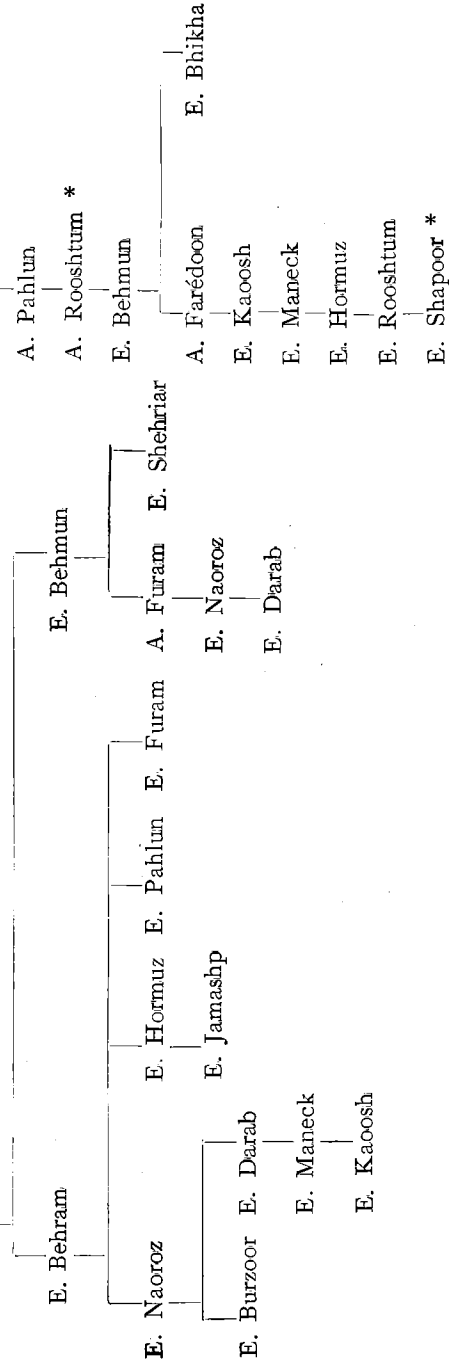 A. Pahlun
E. Behram E. Behmun
A. Rooshtum *
E. Behmun
E. Naoroz E. Hormuz E. Pahlun E. Furam A. Furam E. Shehriar
A. Farédoon E. Bhikha
E. Jamashp E. Naoroz
E. Burzoor E. Darab E. Kaoosh
E. Darab
E. Maneck E. Maneck
E. Hormuz
E. Kaoosh
E. Rooshtum
E. Shapoor *